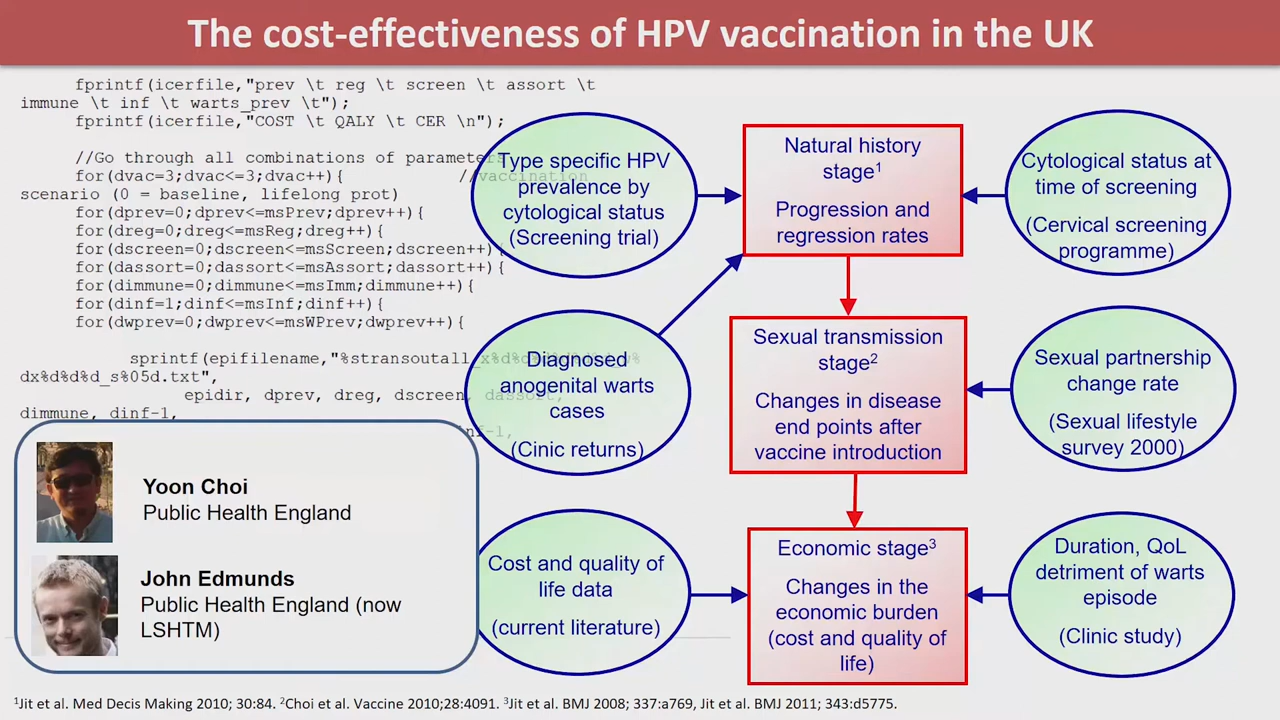 The cost-effectiveness of HPV vaccination in the UK
fprintf(icerfile,"prev \t reg \t screen \t assort \t
immune \t inf \t warts_prev \t");
fprintf(icerfile,"COST \t QALY \t CER \n");
//Go through all combinations of parameters
for(dvac=3;dvac<=3;dvac++){ //vaccination
scenario (0 = baseline, lifelong prot)
for(dprev=0;dprev<=msPrev;dprev++){
for(dreg=0;dreg<=msReg;dreg++){
for(dscreen=0;dscreen<=msScreen;dscreen++){
for(dassort=0;dassort<=msAssort;dassort++){
for(dimmune=0;dimmune<=msImm;dimmune++){
for(dinf=1;dinf<=msInf;dinf++){
for(dwprev=0;dwprev<=msWPrev;dwprev++){
sprintf(epifilename,"%stransoutall
dx%d%d%d_s%05d.txt",
epidir, dprev, dreg, dscreen, dassort,
dimmune, dinf-1,
Yoon Choi
Public Health England
John Edmunds
Public Health England (now
LSHTM)
Type specific HPV
prevalence by
cytological status
(Screening trial)
Diagnosed
anogenital warts
cases
(Cinic returns)
Cost and quality of
life data
(current literature)
Natural history
stage1
Progression and
regression rates
Sexual transmission
stage2
Changes in disease
end points after
vaccine introduction
Economic stage3
Changes in the
economic burden
(cost and quality of
life)
Cytological status at
time of screening
(Cervical screening
programme)
Sexual partnership
change rate
(Sexual lifestyle
survey 2000)
Duration, QoL
detriment of warts
episode
(Clinic study)
1Jit et al. Med Decis Making 2010; 30:84. 2Choi et al. Vaccine 2010;28:4091. 3Jit et al. BMJ 2008; 337:a769, Jit et al. BMJ 2011; 343:d5775.